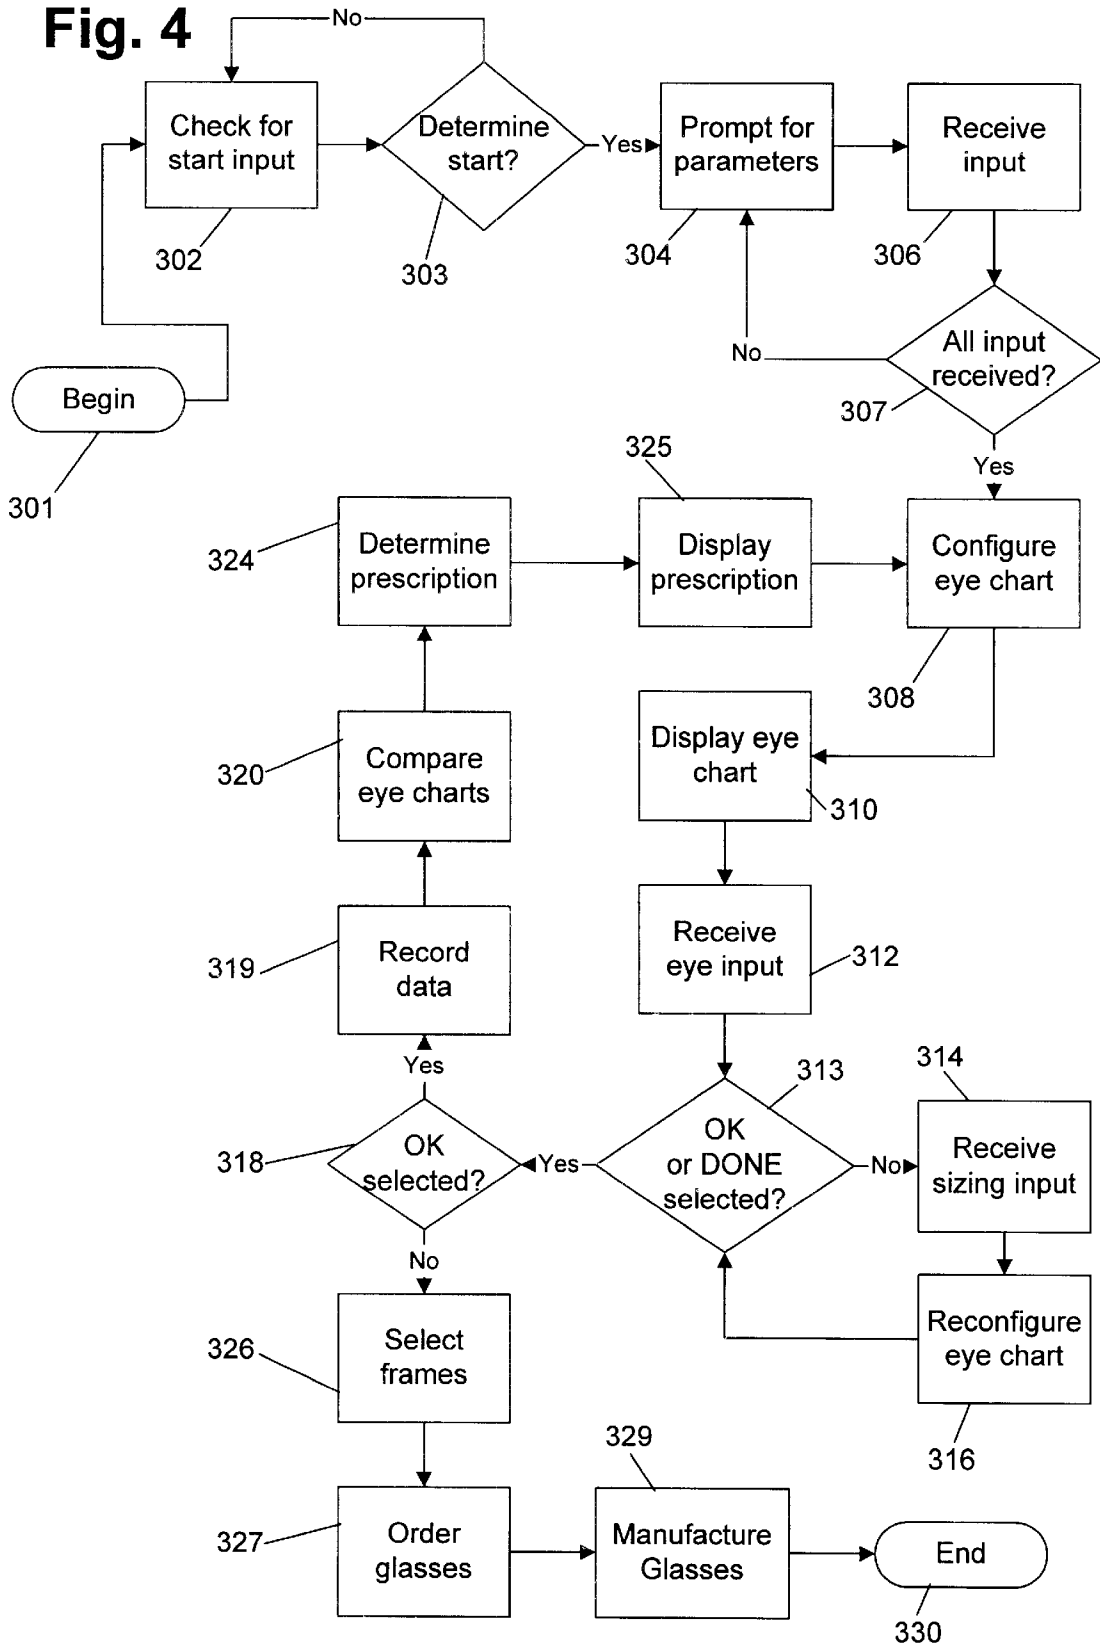 Fig. 4
No
Check for
start input
Determine
start?
Yes
Prompt for
parameters
Receive
input
302
303
304
306
Begin
301
No
All input
received?
307
Yes
325
324
Determine
prescription
Display
prescription
Configure
eye chart
308
320
Compare
eye charts
Display eye
chart
310
319
Record
data
Receive
eye input
312
Yes
313
314
318
OK
selected?
Yes
OK
or DONE
selected?
No
Receive
sizing input
No
326
Select
frames
Reconfigure
eye chart
316
329
327
Order
glasses
Manufacture
Glasses
End
330